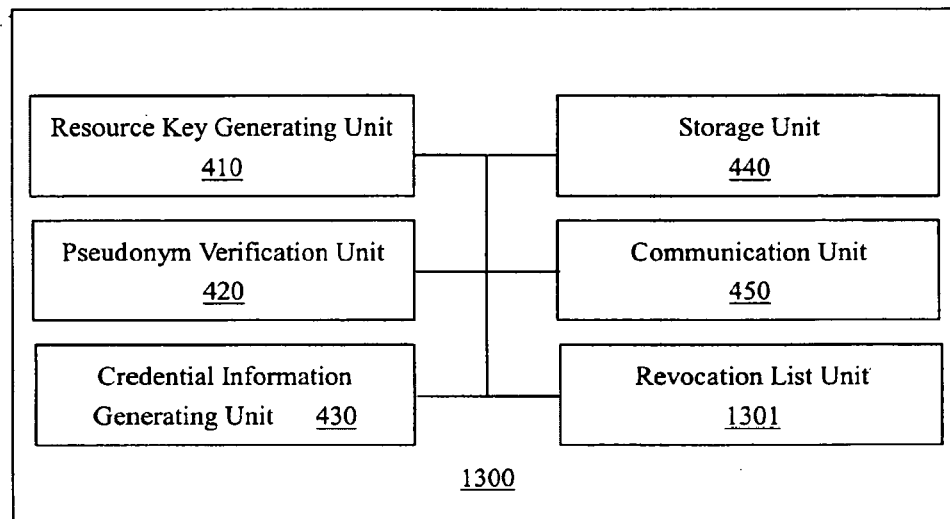 Resource Key Generating Unit
410
Storage Unit
440
Pseudonym Verification Unit
420
Communication Unit
450
Credential Information
Generating Unit 430
Revocation List Unit
1301
1300